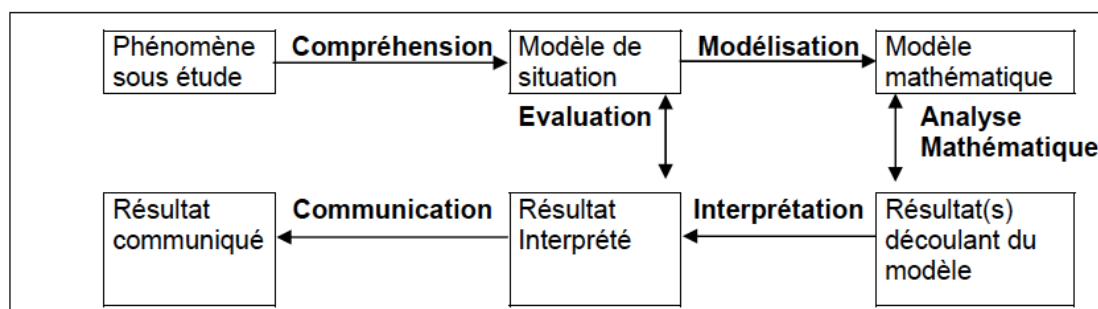 Phénomène
sous étude
Compréhension
Modèle de
situation
Modélisation
Modèle
mathématique
Evaluation
Analyse
Mathématique
Résultat
communiqué
Communication
Résultat
Interprété
Interprétation
Résultat(s)
découlant du
modèle